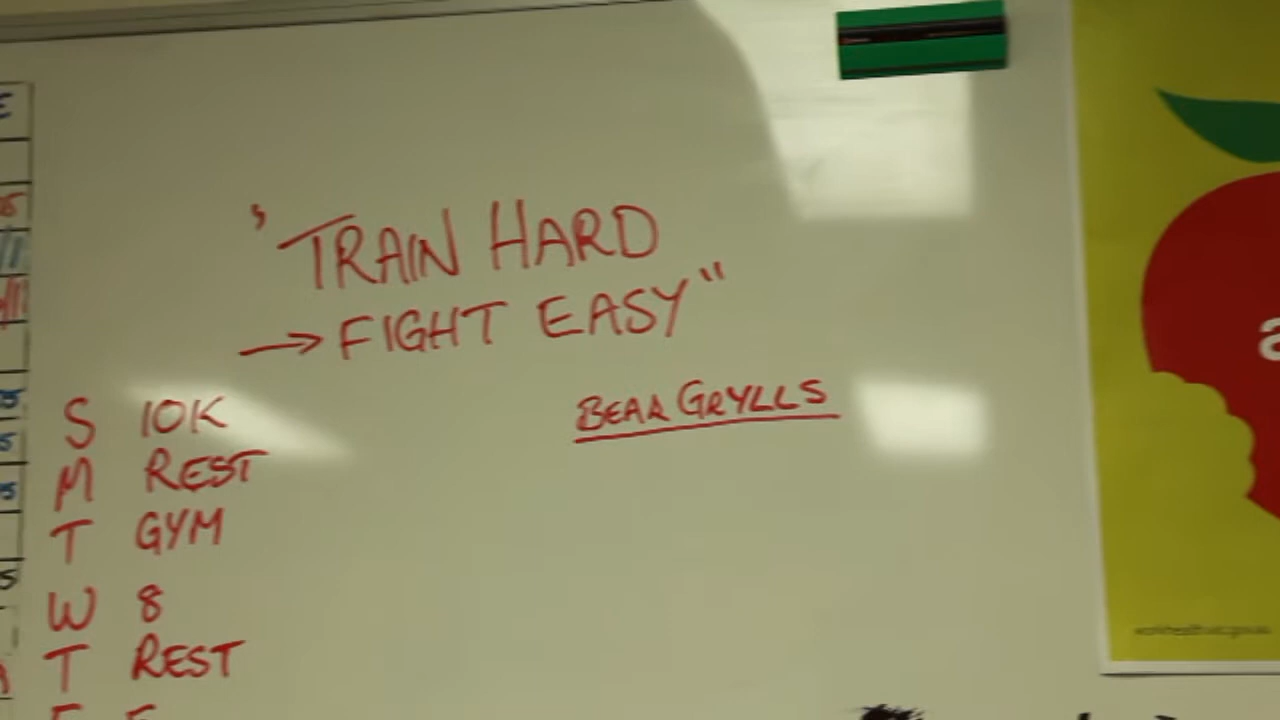 'TRAIN HARD
→ FIGHT EASY"
BEAR GRYLLS
S 10K
M REST
T GYM
W 8
T REST